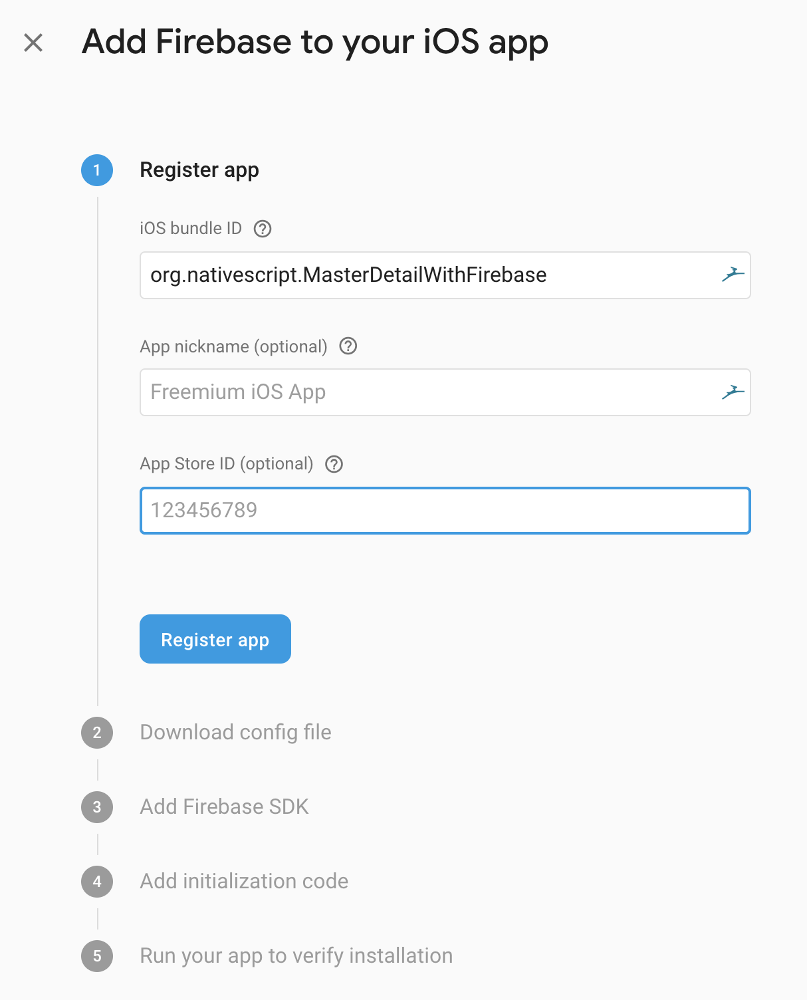 Add Firebase to your iOS app
1 Register app
iOS bundle ID ?
org.nativescript.MasterDetailWithFirebase
App nickname (optional) ?
Freemium iOS App
App Store ID (optional) ?
123456789
Register app
2 Download config file
3 Add Firebase SDK
4 Add initialization code
5 Run your app to verify installation